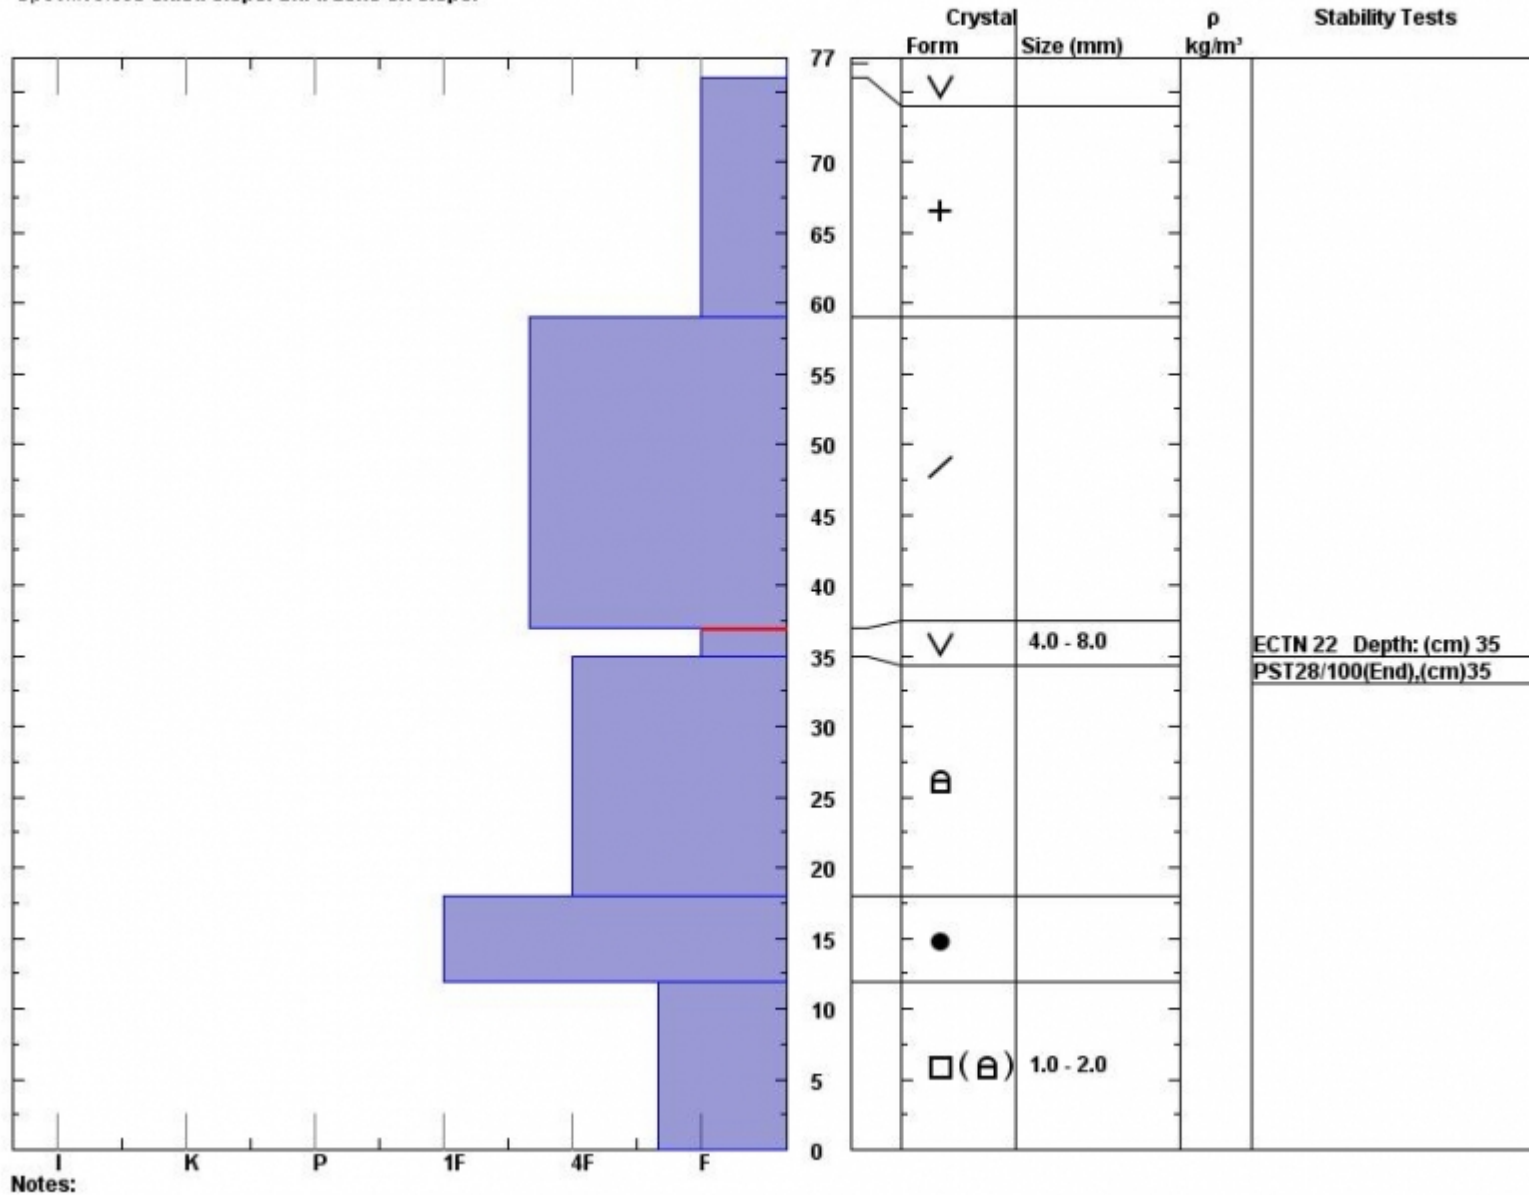 Crystal ρ Stability Tests
Form Size (mm) kg/m³
77
70
65
60
55
50
45
40
4.0 - 8.0
ECTN 22 Depth: (cm) 35
35
PST28/100(End),(cm)35
30
25
20
15
10
( ) 1.0 - 2.0
5
0
I K P 1F 4F F
Notes: